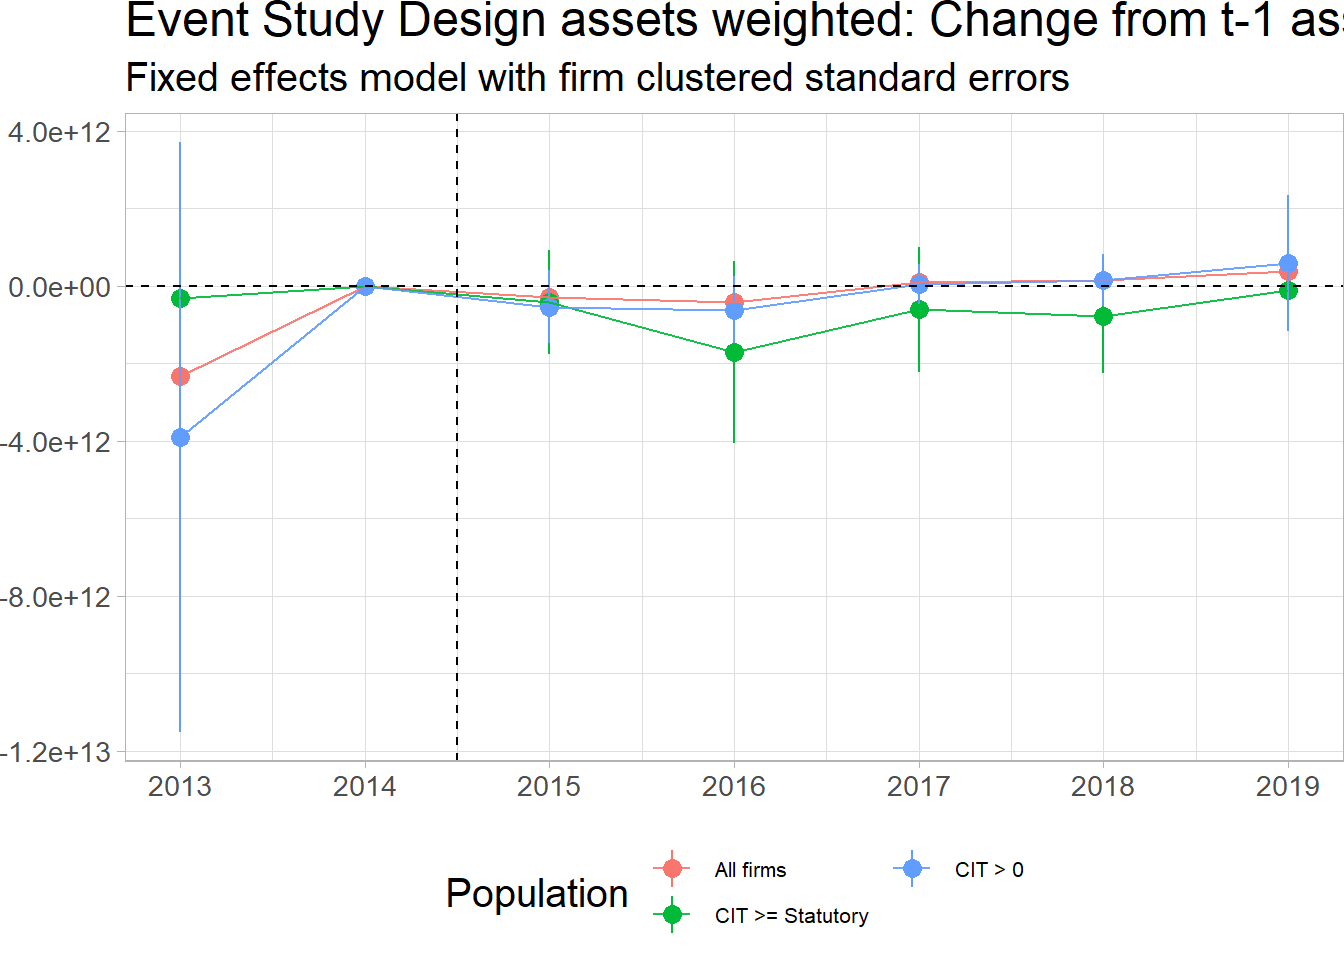 Event Study Design assets weighted: Change from t-1
Fixed effects model with firm clustered standard errors
4.0e+12
0.0e+00
-4.0e+12
-8.0e+12
-1.2e+13
2013 2014 2015 2016 2017 2018 2019
Population
All firms
CIT > 0
CIT >= Statutory